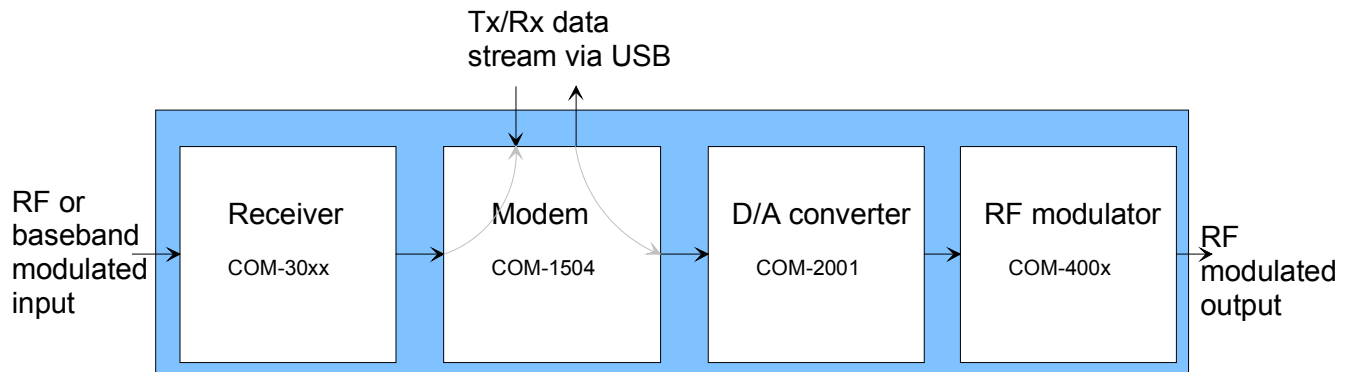 Tx/Rx data
stream via USB
RF or
baseband
modulated
input
Receiver
COM-30xx
Modem
COM-1504
D/A converter
COM-2001
RF modulator
COM-400x
RF
modulated
output